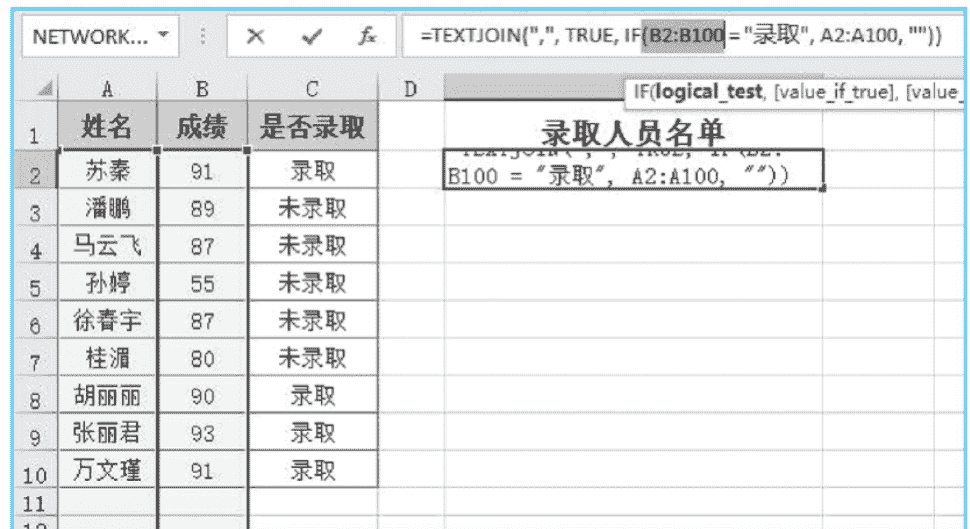 NETWORK... =TEXTJOIN(",", TRUE, IF(B2:B100="录取", A2:A100, ""))
IF(logical_test, [value_if_true], [value_
A B C D
1 姓名 成绩 是否录取 录取人员名单
TEXTJOIN(",", TRUE, IF(B2:
2 苏秦 91 录取 B100 = "录取", A2:A100, ""))
3 潘鹏 89 未录取
4 马云飞 87 未录取
5 孙婷 55 未录取
6 徐春宇 87 未录取
7 桂湄 80 未录取
8 胡丽丽 90 录取
9 张丽君 93 录取
10 万文瑾 91 录取
11